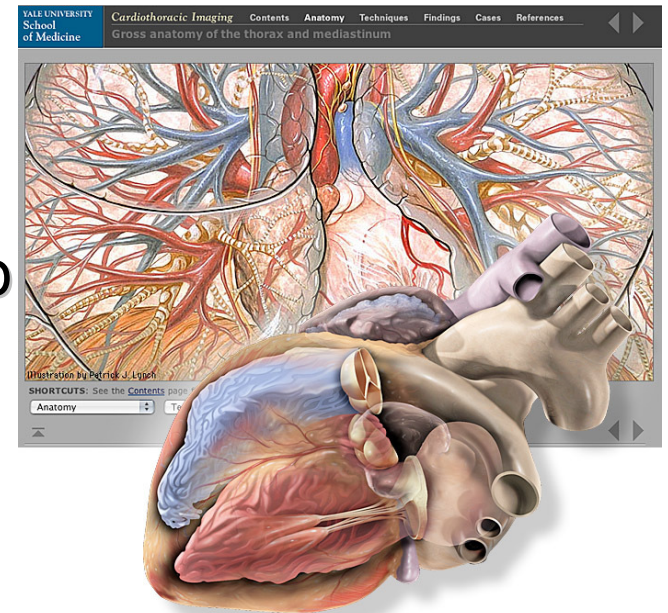 YALE UNIVERSITY
School
of Medicine
Cardiothoracic Imaging Contents Anatomy Techniques Findings Cases References
Gross anatomy of the thorax and mediastinum
Illustration by Patrick J. Lynch
SHORTCUTS: See the Contents page
Anatomy